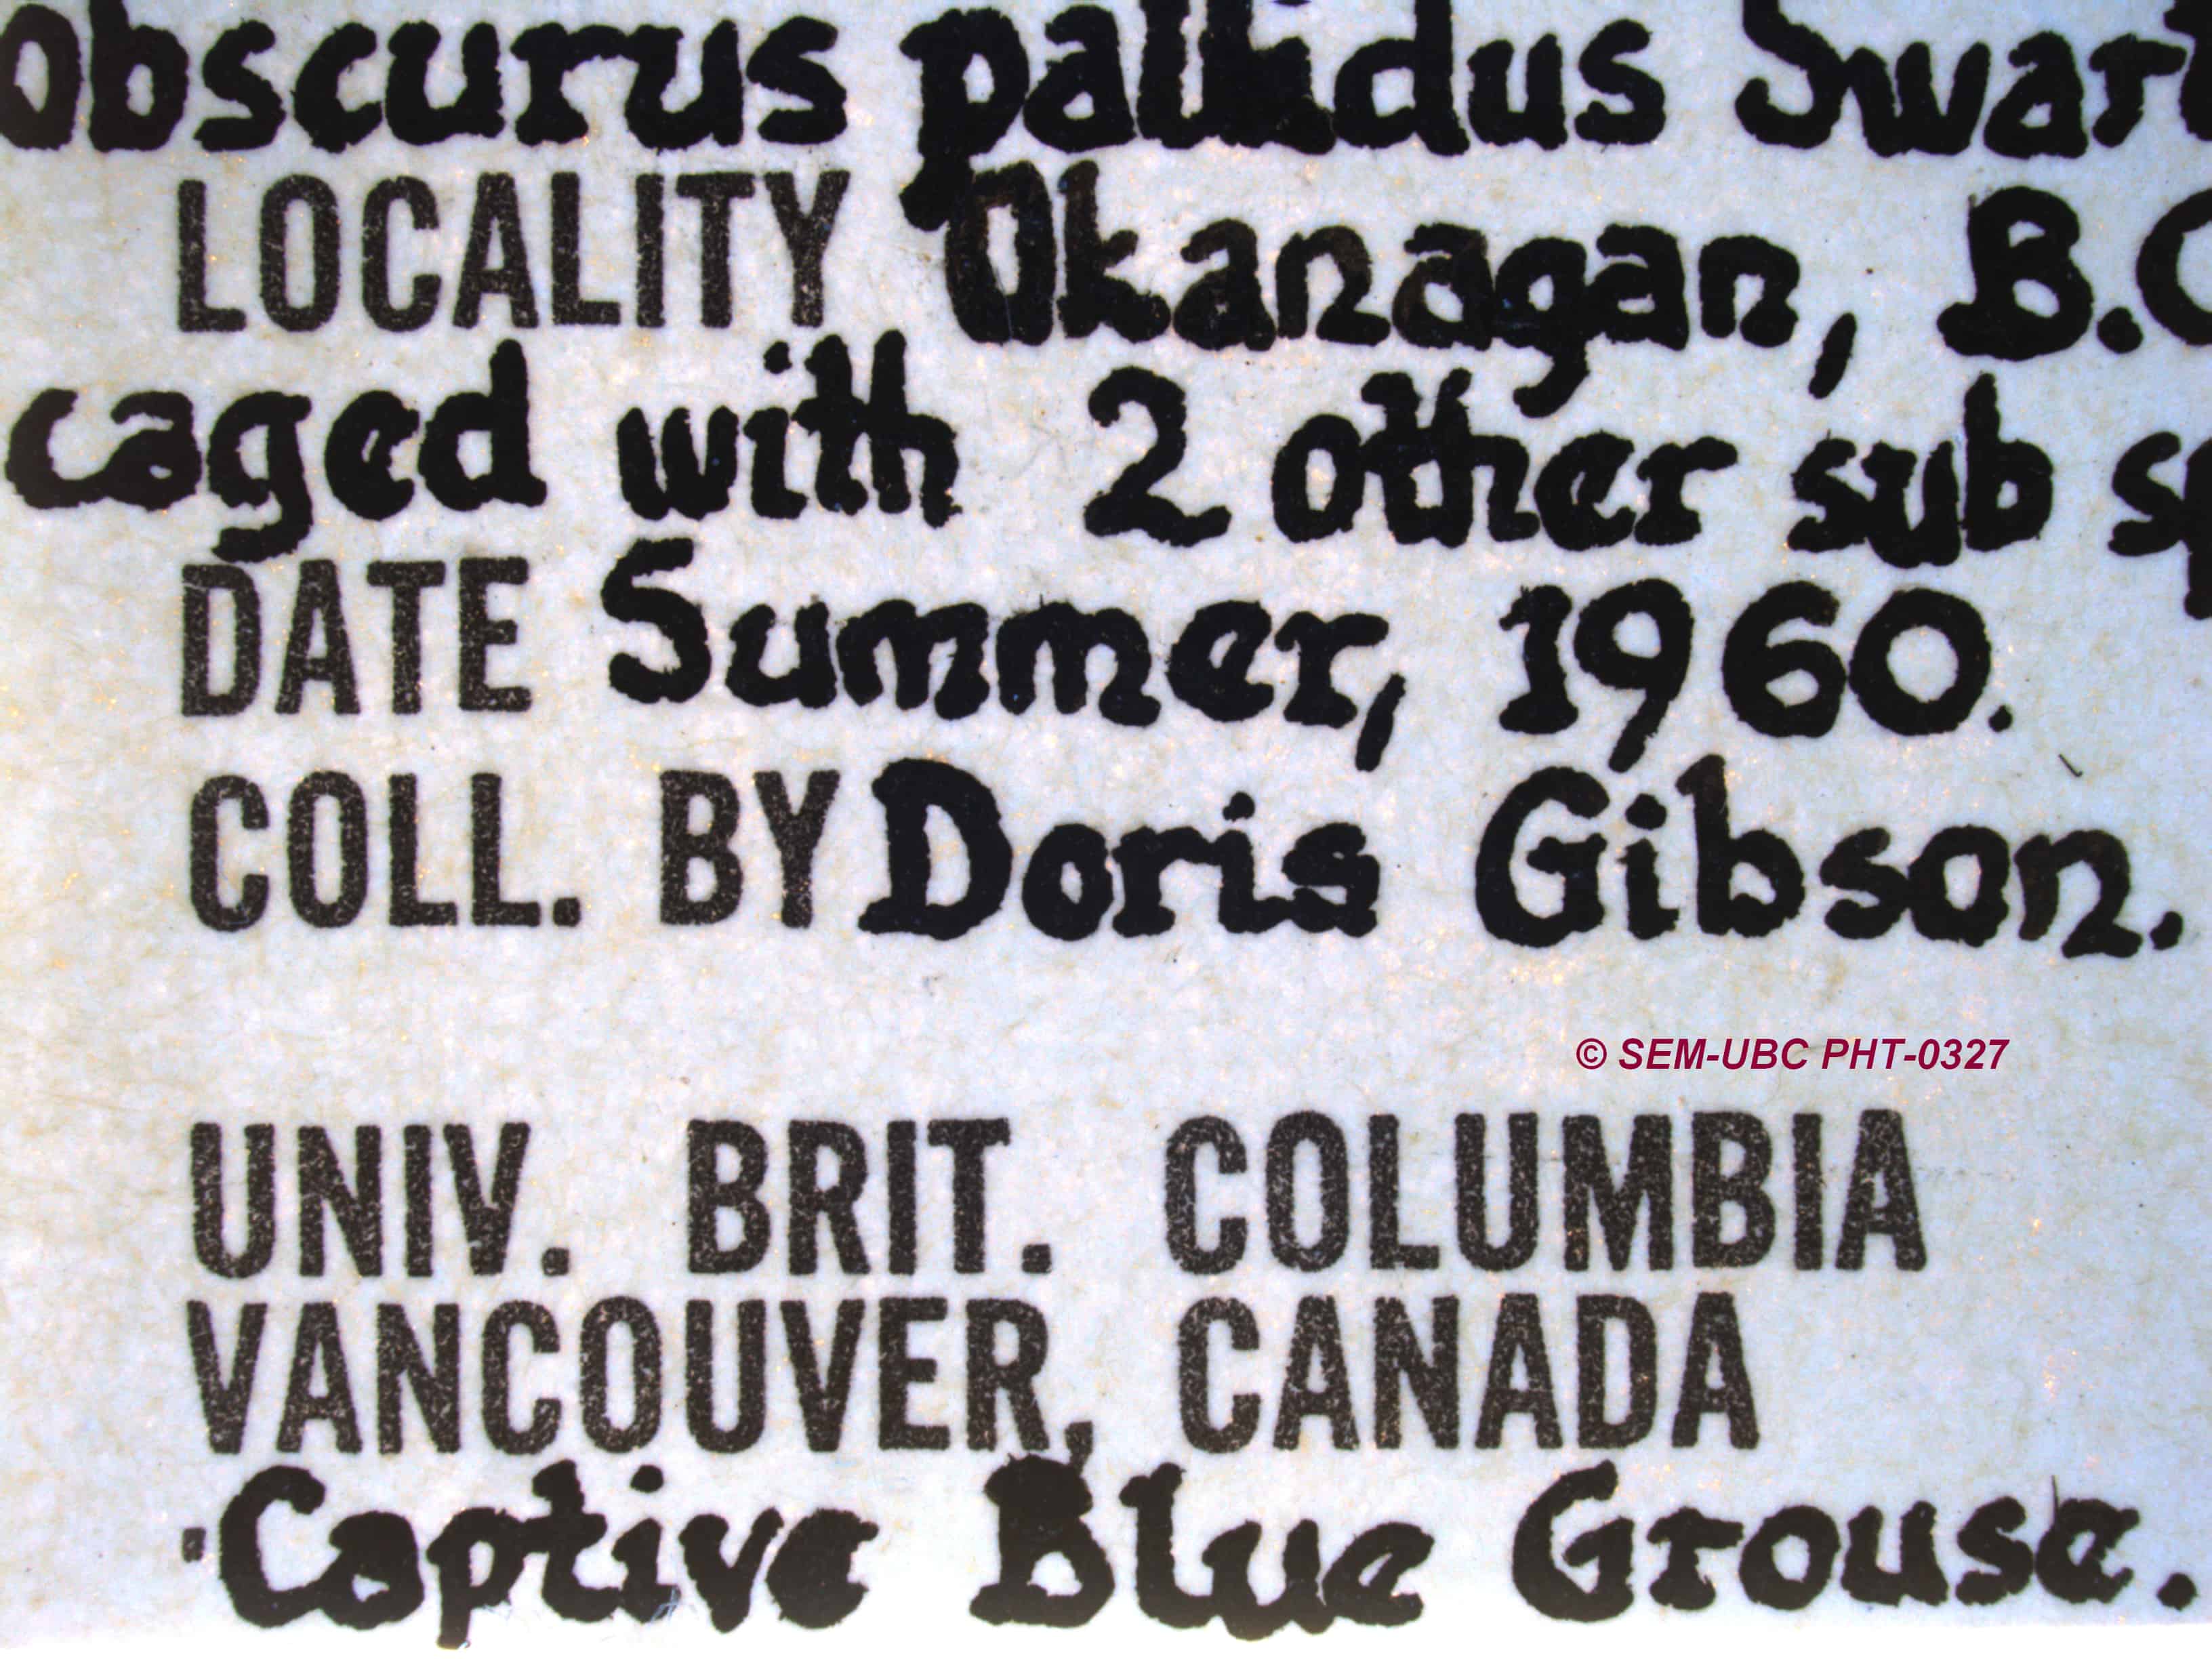 obscurus pallidus Swart
LOCALITY Okanagan, B.C
caged with 2 other sub sp
DATE Summer, 1960.
COLL. BY Doris Gibson.
© SEM-UBC PHT-0327
UNIV. BRIT. COLUMBIA
VANCOUVER, CANADA
Captive Blue Grouse.